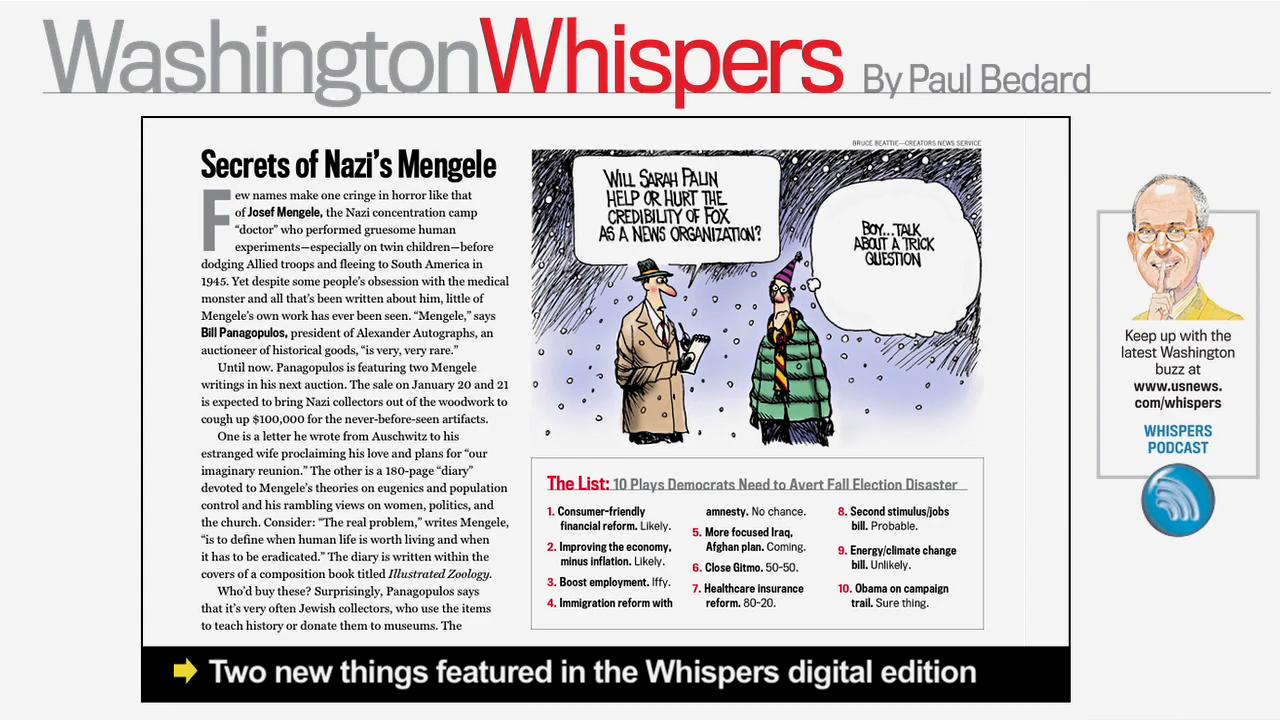 Washington Whispers By Paul Bedard
Secrets of Nazi's Mengele
Few names make one cringe in horror like that
of Josef Mengele, the Nazi concentration camp
“doctor” who performed gruesome human
experiments—especially on twin children—before
dodging Allied troops and fleeing to South America in
1945. Yet despite some people's obsession with the medical
monster and all that's been written about him, little of
Mengele's own work has ever been seen. “Mengele,” says
Bill Panagopulos, president of Alexander Autographs, an
auctioneer of historical goods, “is very, very rare.”
Until now. Panagopulos is featuring two Mengele
writings in his next auction. The sale on January 20 and 21
is expected to bring Nazi collectors out of the woodwork to
cough up $100,000 for the never-before-seen artifacts.
One is a letter he wrote from Auschwitz to his
estranged wife proclaiming his love and plans for “our
imaginary reunion.” The other is a 180-page “diary”
devoted to Mengele's theories on eugenics and population
control and his rambling views on women, politics, and
the church. Consider: “The real problem,” writes Mengele,
“is to define when human life is worth living and when
it has to be eradicated.” The diary is written within the
covers of a composition book titled Illustrated Zoology.
Who'd buy these? Surprisingly, Panagopulos says
that it's very often Jewish collectors, who use the items
to teach history or donate them to museums. The
BRUCE BEATTIE—CREATORS NEWS SERVICE
WILL SARAH PALIN
HELP OR HURT THE
CREDIBILITY OF FOX
AS A NEWS ORGANIZATION?
BOY...TALK
ABOUT A TRICK
QUESTION
The List: 10 Plays Democrats Need to Avert Fall Election Disaster
1. Consumer-friendly
financial reform. Likely.
2. Improving the economy,
minus inflation. Likely.
3. Boost employment. Iffy.
4. Immigration reform with
amnesty. No chance.
5. More focused Iraq,
Afghan plan. Coming.
6. Close Gitmo. 50-50.
7. Healthcare insurance
reform. 80-20.
8. Second stimulus/jobs
bill. Probable.
9. Energy/climate change
bill. Unlikely.
10. Obama on campaign
trail. Sure thing.
Keep up with the
latest Washington
buzz at
www.usnews.
com/whispers
WHISPERS
PODCAST
Two new things featured in the Whispers digital edition